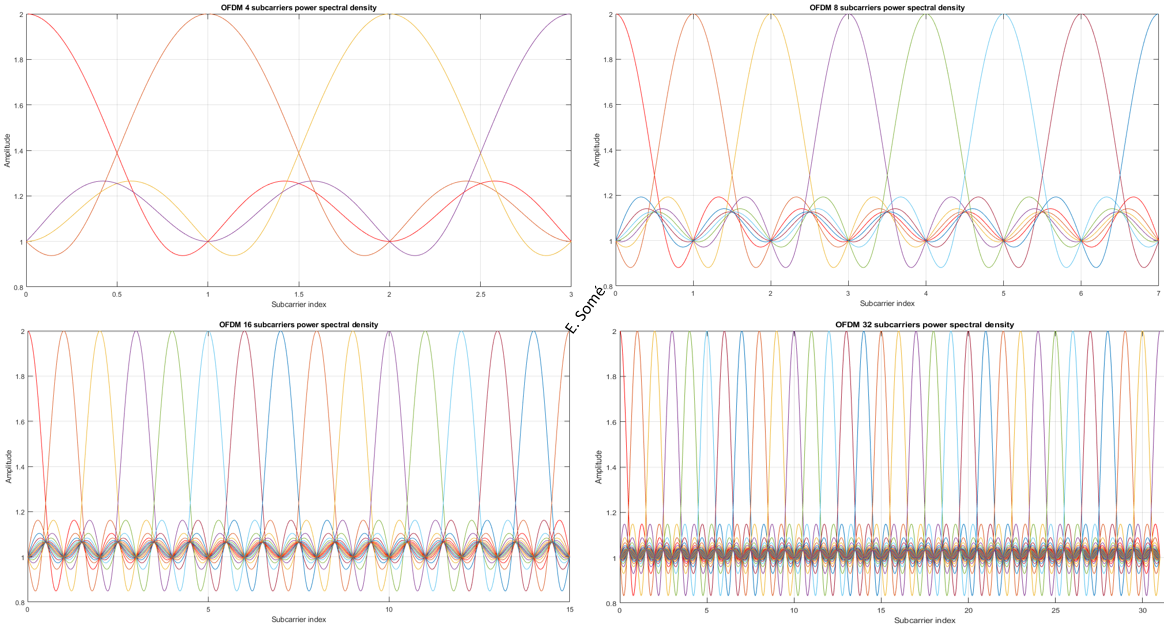 OFDM 4 subcarriers power spectral density
Amplitude
2
1.8
1.6
1.4
1.2
1
0.8
0 0.5 1 1.5 2 2.5 3
Subcarrier index
OFDM 8 subcarriers power spectral density
Amplitude
2
1.8
1.6
1.4
1.2
1
0.8
0 1 2 3 4 5 6 7
Subcarrier index
E. Somé
OFDM 16 subcarriers power spectral density
Amplitude
2
1.8
1.6
1.4
1.2
1
0.8
0 5 10 15
Subcarrier index
OFDM 32 subcarriers power spectral density
Amplitude
2
1.8
1.6
1.4
1.2
1
0.8
0 5 10 15 20 25 30
Subcarrier index